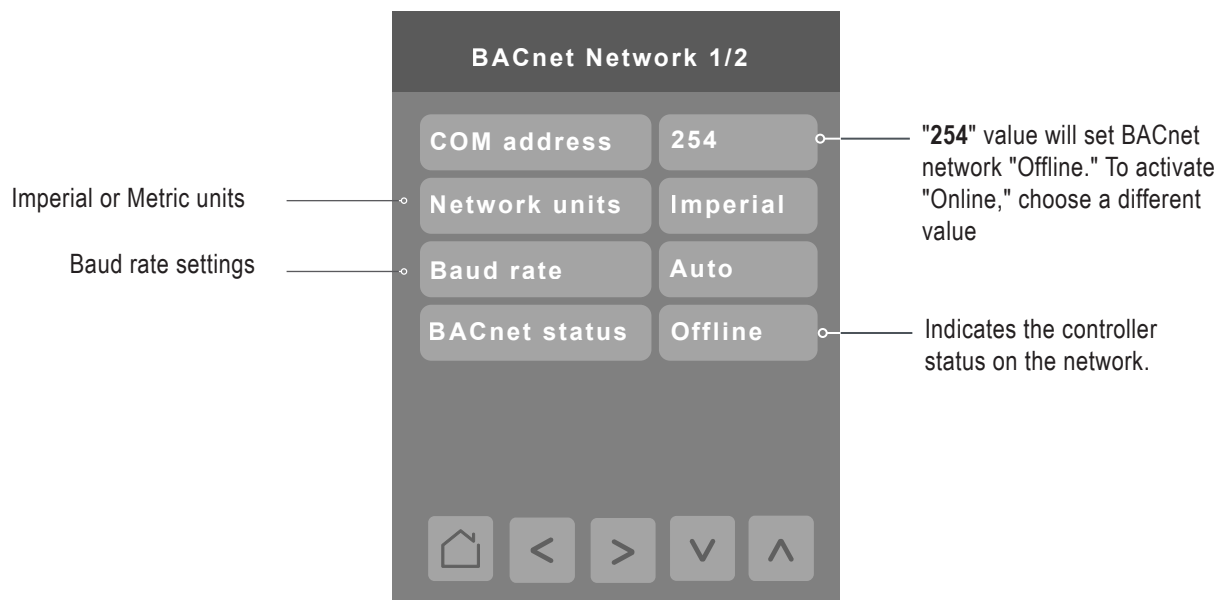 BACnet Network 1/2
COM address 254
Network units Imperial
Baud rate Auto
BACnet status Offline
Imperial or Metric units
Baud rate settings
"254" value will set BACnet
network "Offline." To activate
"Online," choose a different
value
Indicates the controller
status on the network.